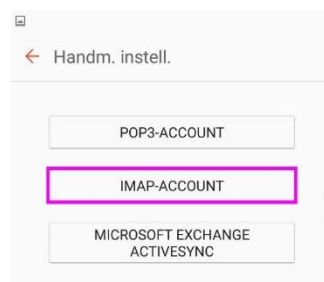 Handm. instell.
POP3-ACCOUNT
IMAP-ACCOUNT
MICROSOFT EXCHANGE
ACTIVESYNC